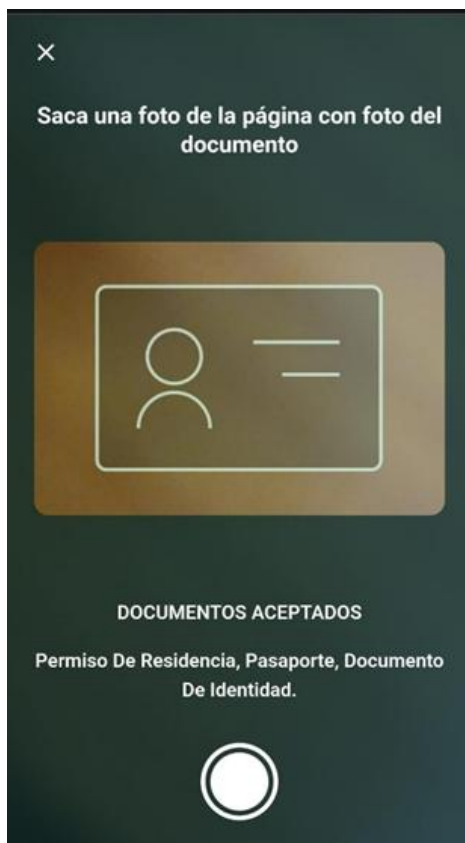 Saca una foto de la página con foto del
documento
DOCUMENTOS ACEPTADOS
Permiso De Residencia, Pasaporte, Documento
De Identidad.